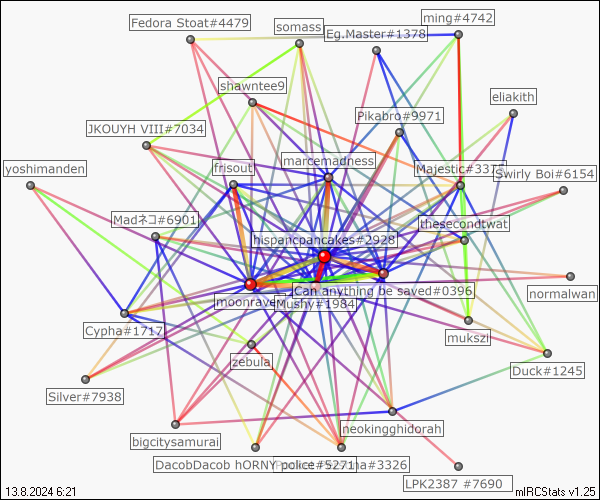 Fedora Stoat#4479
somass
Eg.Master#1378
ming#4742
shawntee9
eliakith
Pikabro#9971
JKOUYH VIII#7034
marcemadness
frisout
Majestic#3375
Swirly Boi#6154
yoshimanden
Madネコ#6901
thesecondtwat
hispancpancakes#2928
Can anything be saved#0396
normalwan
moonrave
Mushy#1984
Cypha#1717
mukszi
zebula
Duck#1245
Silver#7938
neokingghidorah
bigcitysamurai
DacobDacob hORNY
police#5271
na#3326
LPK2387 #7690
13.8.2024 6:21
mIRCStats v1.25